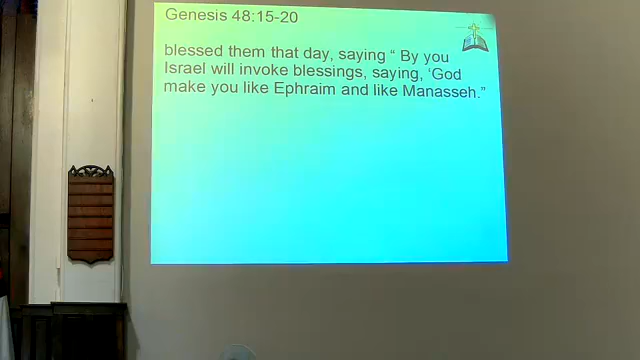 Genesis 48:15-20
blessed them that day, saying “ By you
Israel will invoke blessings, saying, ‘God
make you like Ephraim and like Manasseh.”